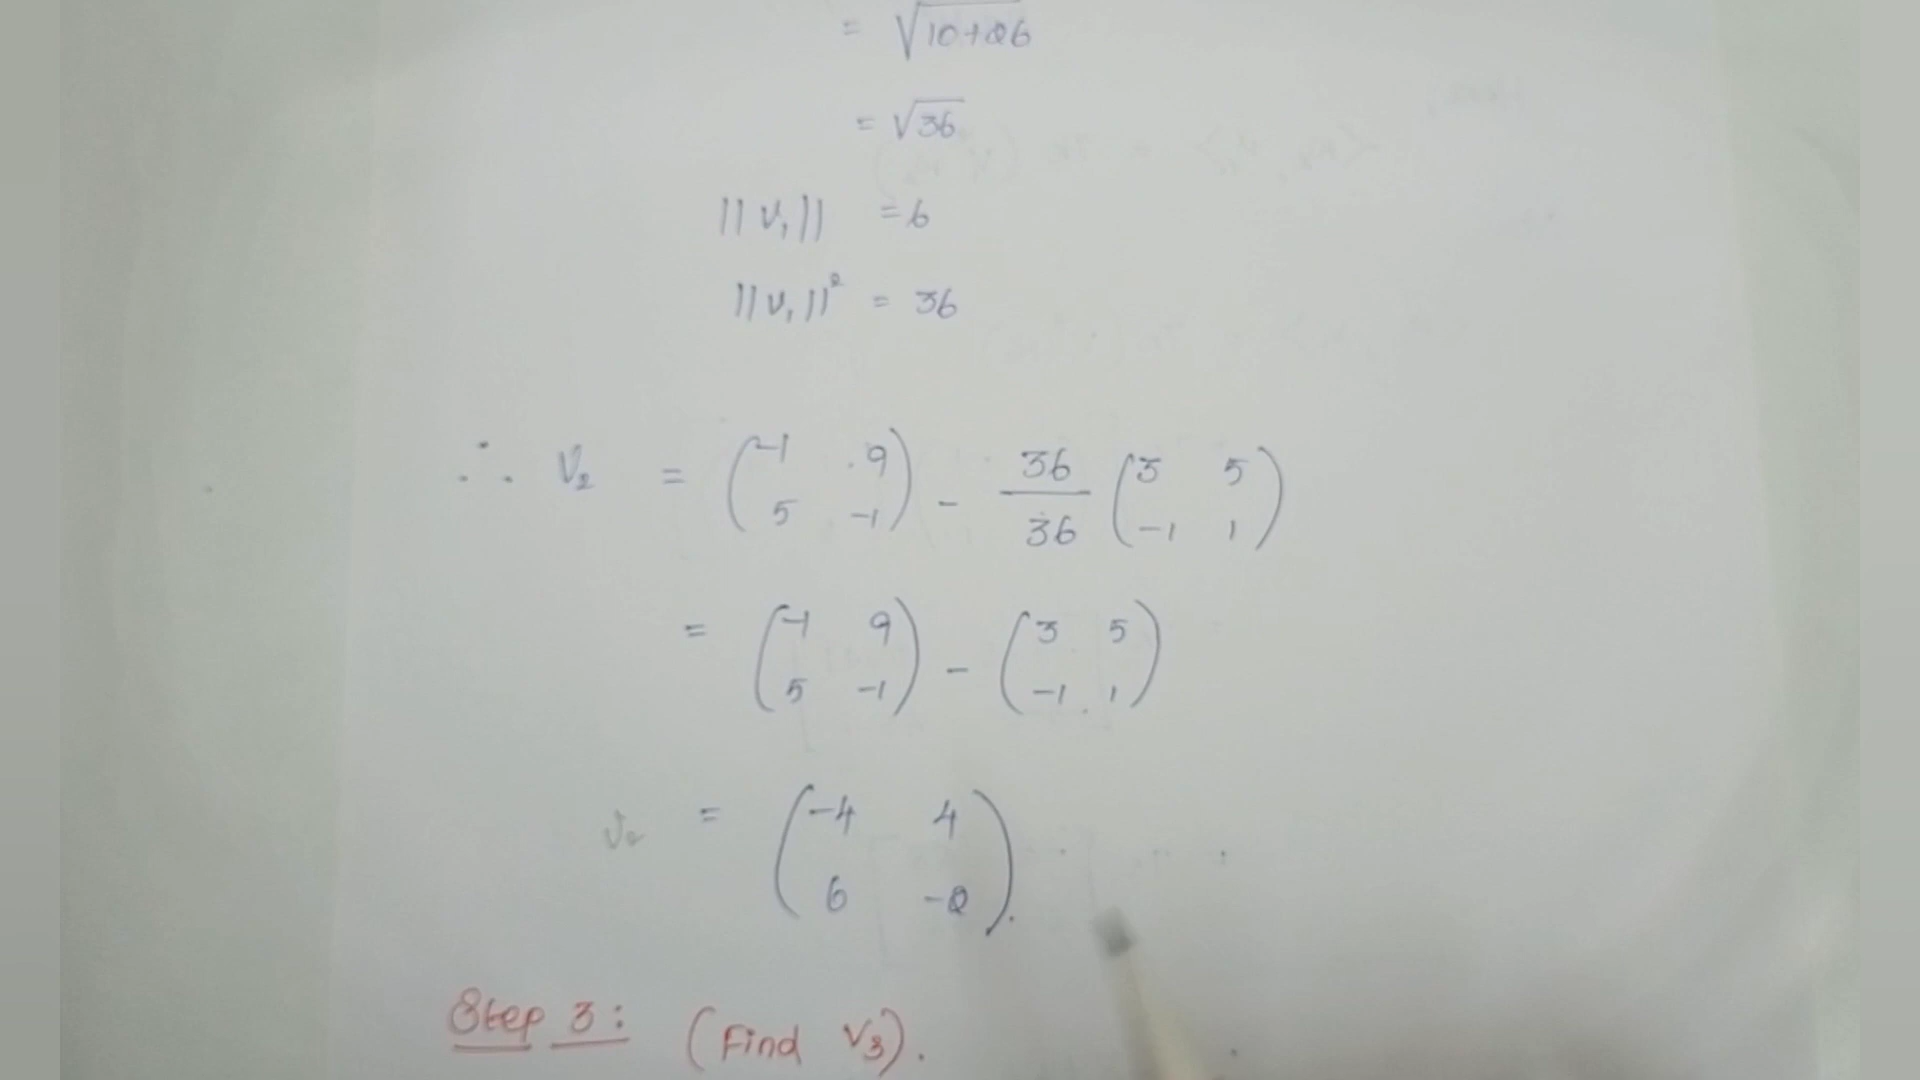 = √10+26
= √36
||v₁|| = 6
||v₁||² = 36
∴ V₂ = (-1 9 5 -1) - 36/36 (3 5 -1 1)
= (-1 9 5 -1) - (3 5 -1 1)
v₂ = (-4 4 6 -2).
Step 3: (Find V₃).